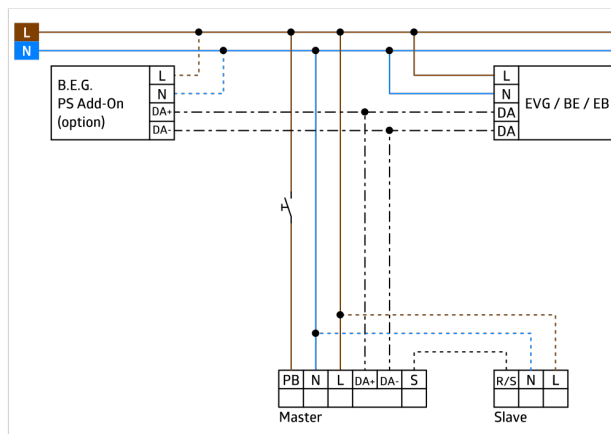 L
N
B.E.G.
PS Add-On
(option)
L
N
DA+
DA-
L
N
DA
DA
EVG / BE / EB
PB N L DA+ DA- S
Master
R/S N L
Slave